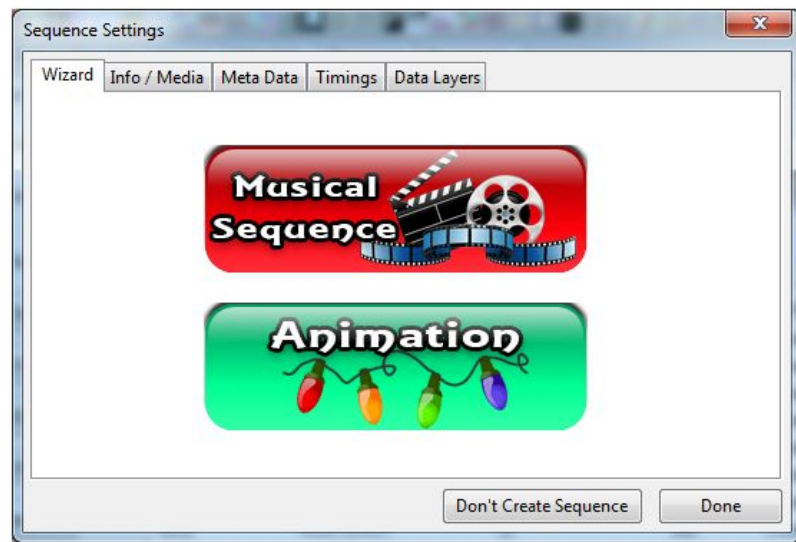 Sequence Settings
Wizard Info / Media Meta Data Timings Data Layers
Musical
Sequence
Animation
Don't Create Sequence Done